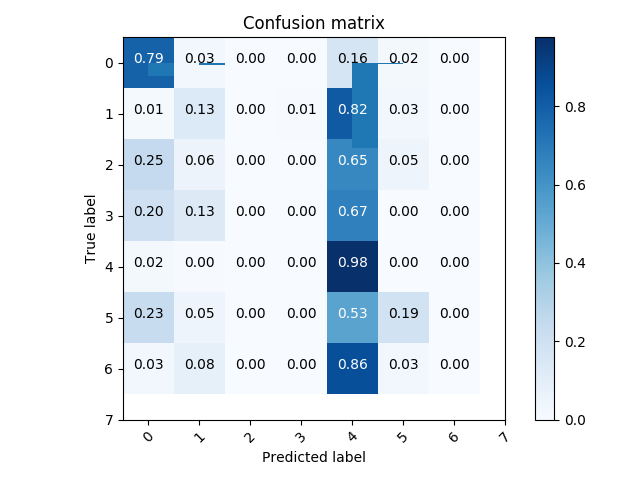 Confusion matrix
0 0.79 0.03 0.00 0.00 0.16 0.02 0.00
1 0.01 0.13 0.00 0.01 0.82 0.03 0.00
2 0.25 0.06 0.00 0.00 0.65 0.05 0.00
3 0.20 0.13 0.00 0.00 0.67 0.00 0.00
4 0.02 0.00 0.00 0.00 0.98 0.00 0.00
5 0.23 0.05 0.00 0.00 0.53 0.19 0.00
6 0.03 0.08 0.00 0.00 0.86 0.03 0.00
7
0 1 2 3 4 5 6 7
True label
Predicted label
0.8
0.6
0.4
0.2
0.0